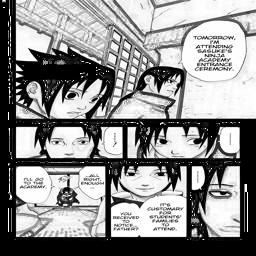 TOMORROW,
I'M
ATTENDING
SASUKE'S
NINJA
ACADEMY
ENTRANCE
CEREMONY.
...
...
IT'S
CUSTOMARY
FOR
STUDENTS'
FAMILIES
TO
ATTEND.
YOU
RECEIVED
THE
NOTICE,
FATHER?
...ALL
RIGHT,
ENOUGH
...
I'LL GO
TO THE
ACADEMY.